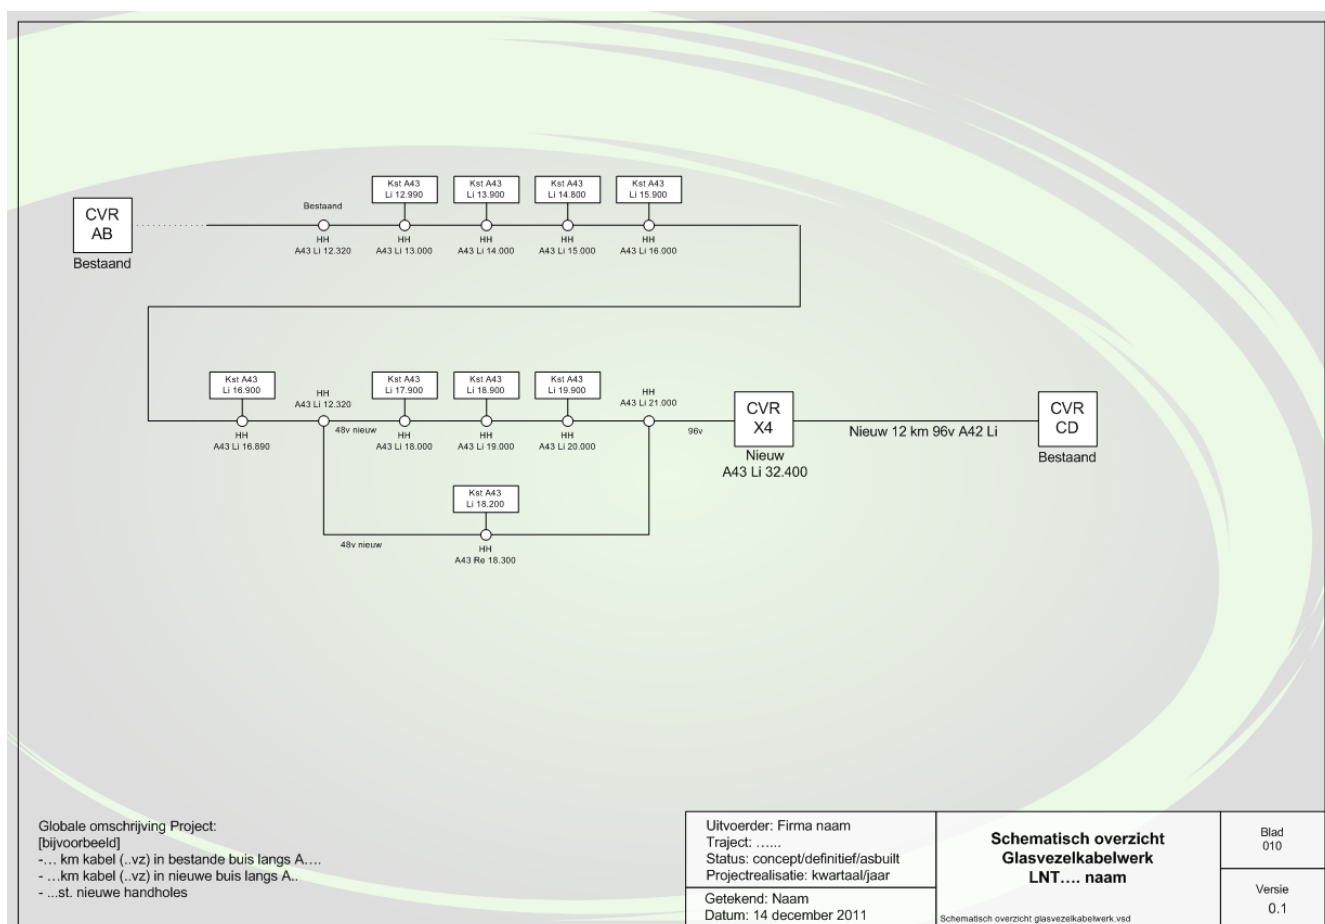 CVR
AB
Bestaand
Bestaand
HH
A43 Li 12.320
Kst A43
Li 12.990
HH
A43 Li 13.000
Kst A43
Li 13.900
HH
A43 Li 14.000
Kst A43
Li 14.800
HH
A43 Li 15.000
Kst A43
Li 15.900
HH
A43 Li 16.000
Kst A43
Li 16.900
HH
A43 Li 16.890
HH
A43 Li 12.320
48v nieuw
Kst A43
Li 17.900
HH
A43 Li 18.000
Kst A43
Li 18.900
HH
A43 Li 19.000
Kst A43
Li 19.900
HH
A43 Li 20.000
HH
A43 Li 21.000
96v
CVR
X4
Nieuw
A43 Li 32.400
Nieuw 12 km 96v A42 Li
CVR
CD
Bestaand
Kst A43
Li 18.200
48v nieuw
HH
A43 Re 18.300
Globale omschrijving Project:
[bijvoorbeeld]
-… km kabel (..vz) in bestande buis langs A….
- …km kabel (..vz) in nieuwe buis langs A..
- ...st. nieuwe handholes
Uitvoerder: Firma naam
Traject: …...
Status: concept/definitief/asbuilt
Projectrealisatie: kwartaal/jaar
Getekend: Naam
Datum: 14 december 2011
Schematisch overzicht
Glasvezelkabelwerk
LNT…. naam
Schematisch overzicht glasvezelkabelwerk.vsd
Blad
010
Versie
0.1